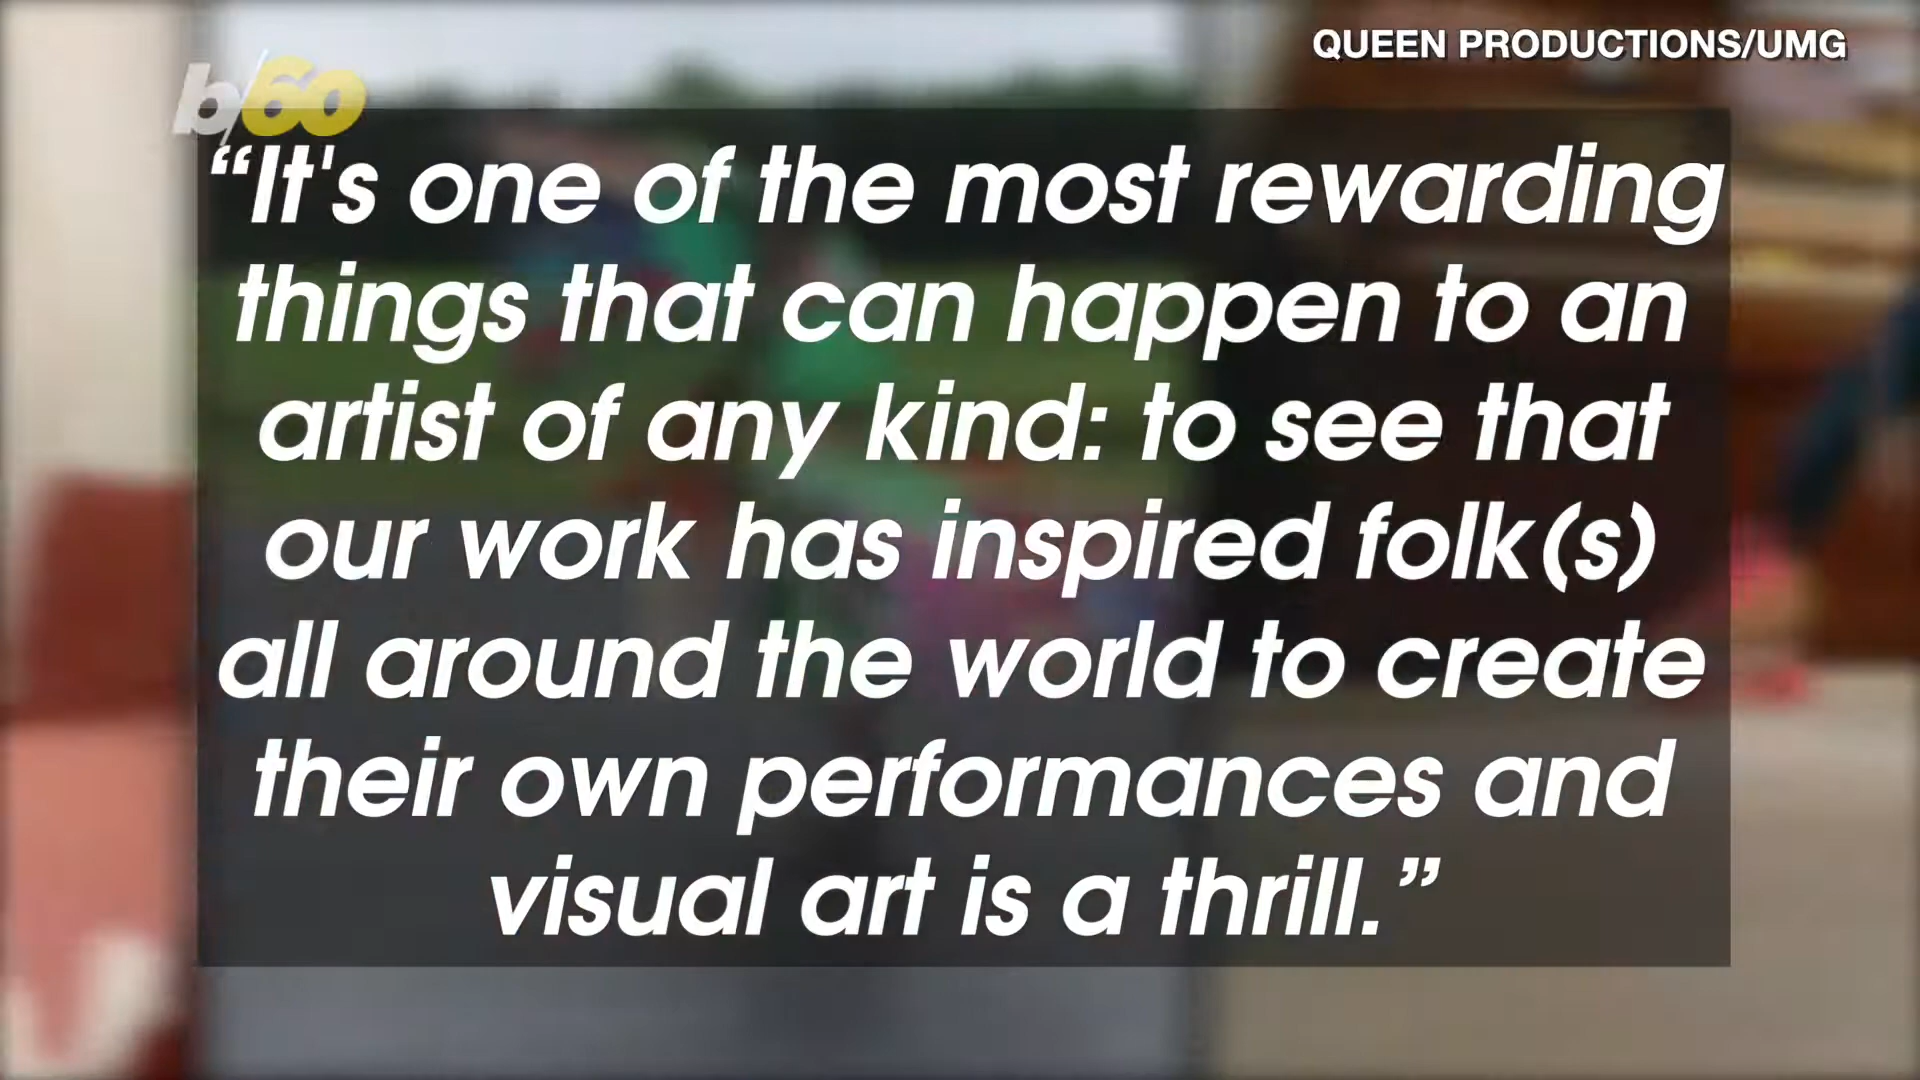 QUEEN PRODUCTIONS/UMG
b/60
“It's one of the most rewarding
things that can happen to an
artist of any kind: to see that
our work has inspired folk(s)
all around the world to create
their own performances and
visual art is a thrill.”